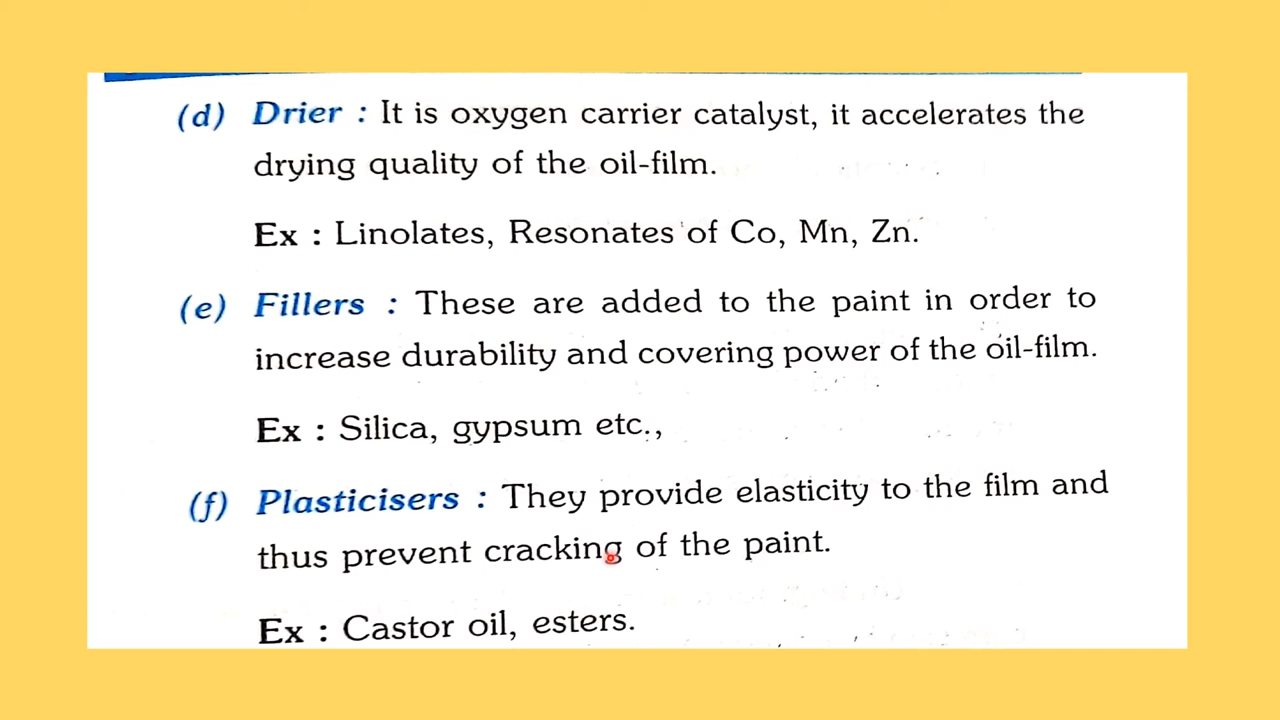 (d) Drier : It is oxygen carrier catalyst, it accelerates the
drying quality of the oil-film.
Ex : Linolates, Resonates of Co, Mn, Zn.
(e) Fillers : These are added to the paint in order to
increase durability and covering power of the oil-film.
Ex : Silica, gypsum etc.,
(f) Plasticisers : They provide elasticity to the film and
thus prevent cracking of the paint.
Ex : Castor oil, esters.